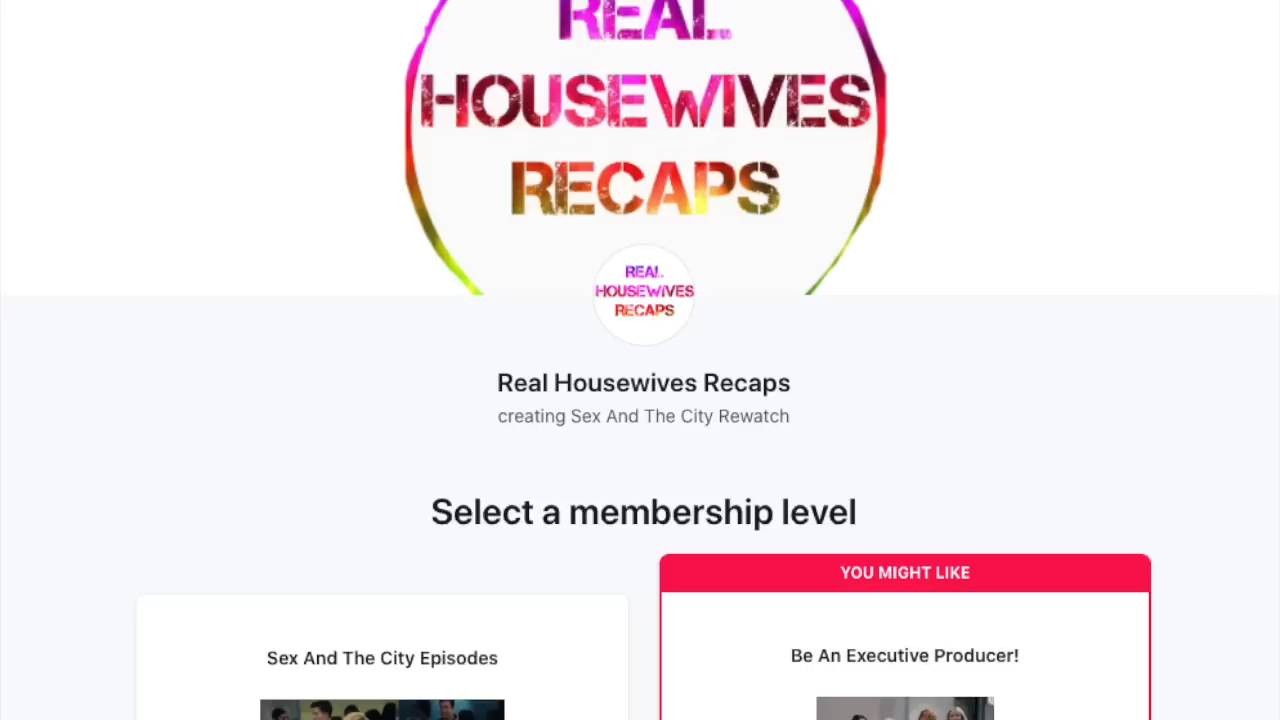 REAL
HOUSEWIVES
RECAPS
REAL
HOUSEWIVES
RECAPS
Real Housewives Recaps
creating Sex And The City Rewatch
Select a membership level
YOU MIGHT LIKE
Sex And The City Episodes
Be An Executive Producer!